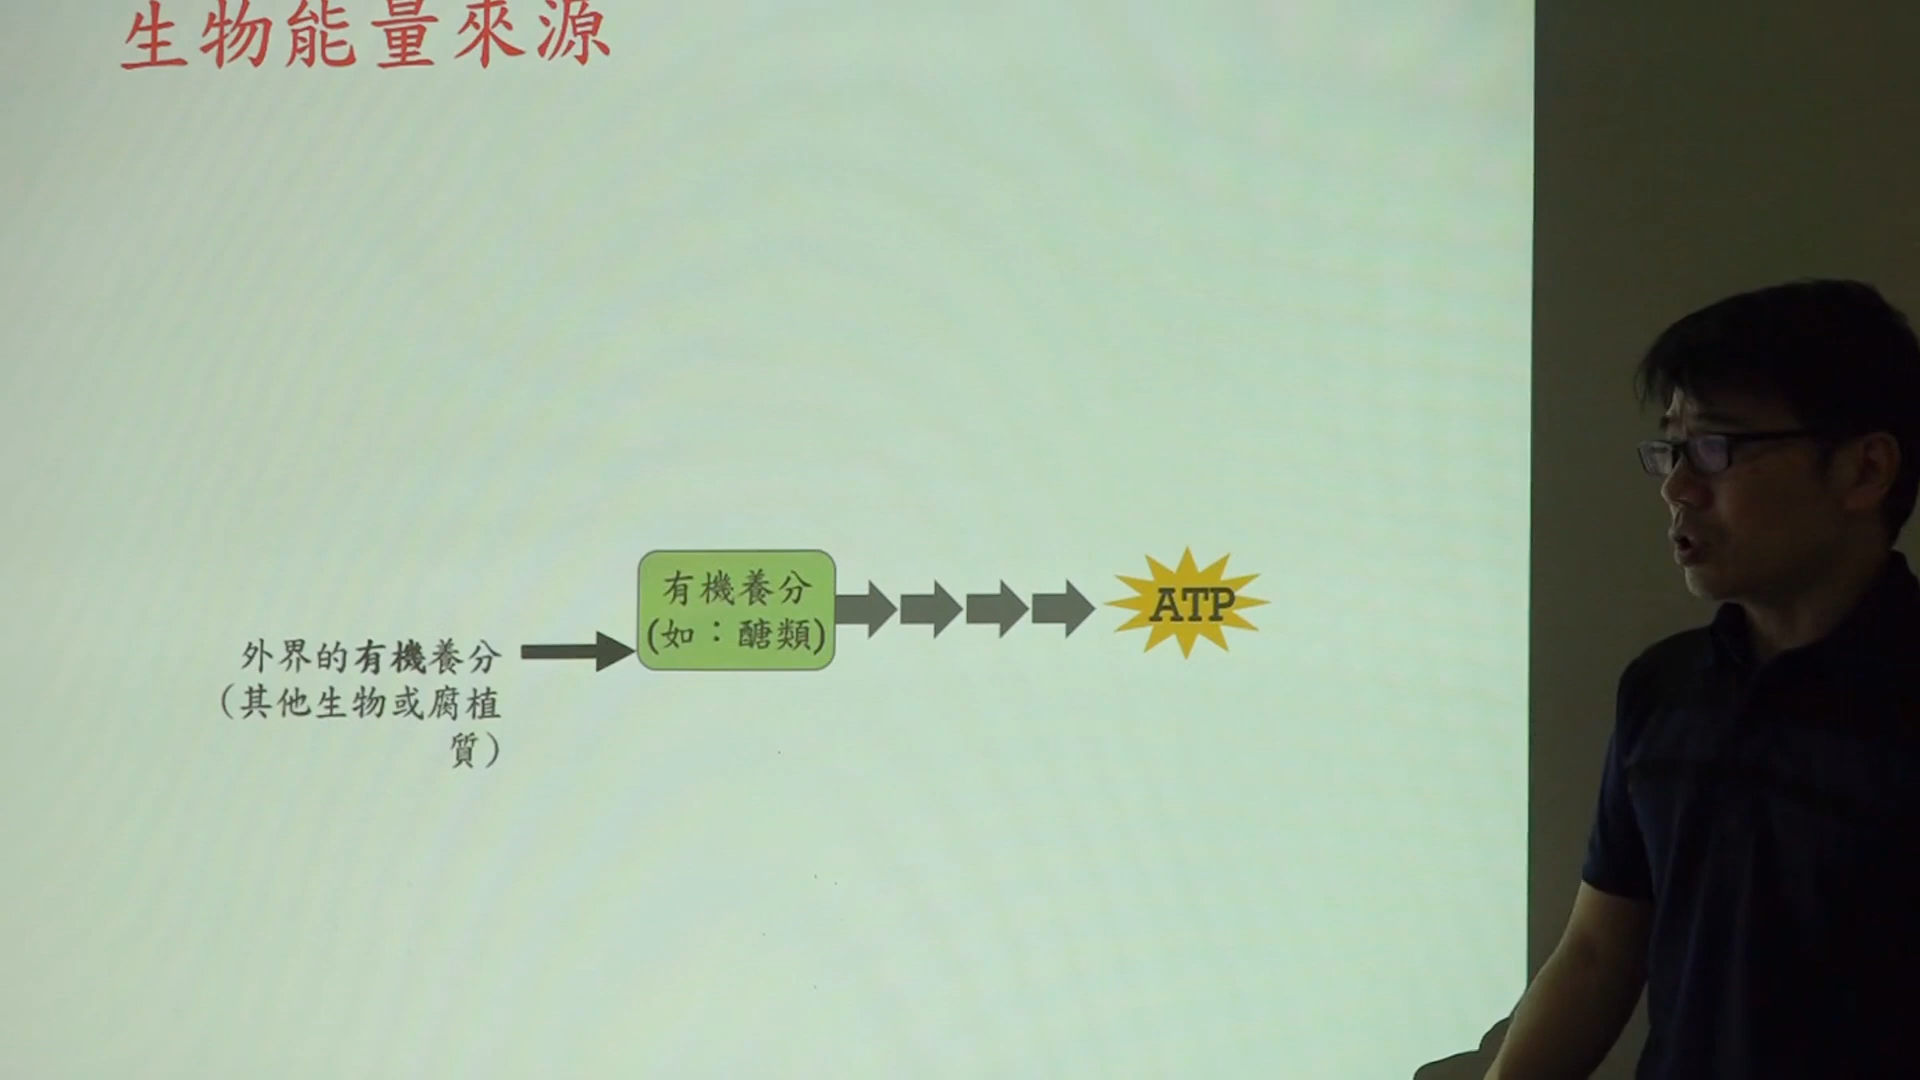 生物能量來源
有機養分
(如：醣類)
ATP
外界的有機養分
（其他生物或腐植
質）